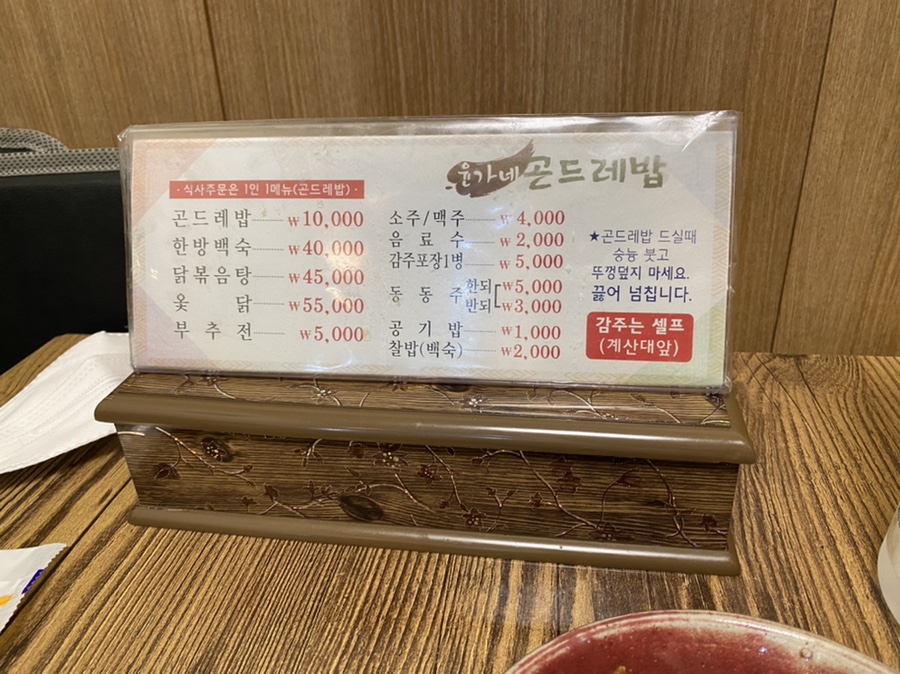 윤가네 곤드레밥
· 식사주문은 1인 1메뉴(곤드레밥) ·
곤드레밥 ₩10,000
한방백숙 ₩40,000
닭볶음탕 ₩45,000
옻 닭 ₩55,000
부추전 ₩5,000
소주/맥주 ₩4,000
음료수 ₩2,000
감주포장1병 ₩5,000
동동주 한되 ₩5,000
반되 ₩3,000
공기밥 ₩1,000
찰밥(백숙) ₩2,000
★곤드레밥 드실때
숭늉 붓고
뚜껑덮지 마세요.
끓어 넘칩니다.
감주는 셀프
(계산대앞)